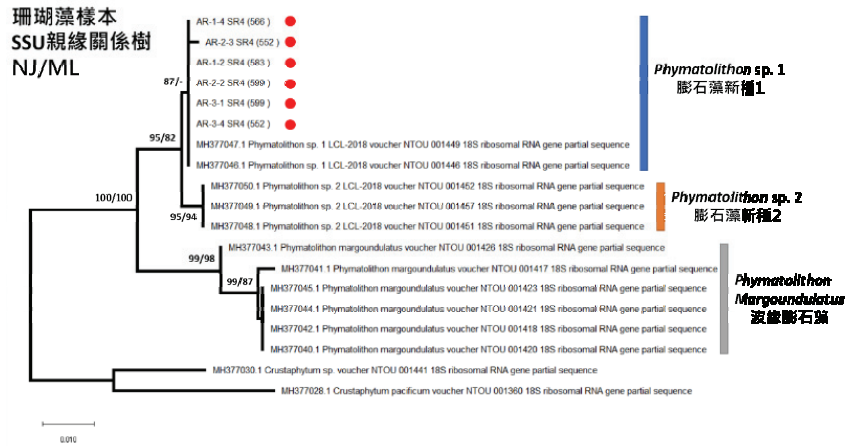 珊瑚藻樣本
SSU親緣關係樹
NJ/ML
AR-1-4 SR4 (566 )
AR-2-3 SR4 (552 )
AR-1-2 SR4 (583)
AR-2-2 SR4 (599)
AR-3-1 SR4 (599)
AR-3-4 SR4 (552)
MH377047.1 Phymatolithon sp. 1 LCL-2018 voucher NTOU 001449 18S ribosomal RNA gene partial sequence
MH377046.1 Phymatolithon sp. 1 LCL-2018 voucher NTOU 001446 18S ribosomal RNA gene partial sequence
MH377050.1 Phymatolithon sp. 2 LCL-2018 voucher NTOU 001452 18S ribosomal RNA gene partial sequence
MH377049.1 Phymatolithon sp. 2 LCL-2018 voucher NTOU 001457 18S ribosomal RNA gene partial sequence
MH377048.1 Phymatolithon sp. 2 LCL-2018 voucher NTOU 001451 18S ribosomal RNA gene partial sequence
MH377043.1 Phymatolithon margoundulatus voucher NTOU 001426 18S ribosomal RNA gene partial sequence
MH377041.1 Phymatolithon margoundulatus voucher NTOU 001417 18S ribosomal RNA gene partial sequence
MH377045.1 Phymatolithon margoundulatus voucher NTOU 001423 18S ribosomal RNA gene partial sequence
MH377044.1 Phymatolithon margoundulatus voucher NTOU 001421 18S ribosomal RNA gene partial sequence
MH377042.1 Phymatolithon margoundulatus voucher NTOU 001418 18S ribosomal RNA gene partial sequence
MH377040.1 Phymatolithon margoundulatus voucher NTOU 001420 18S ribosomal RNA gene partial sequence
MH377030.1 Crustaphytum sp. voucher NTOU 001441 18S ribosomal RNA gene partial sequence
MH377028.1 Crustaphytum pacificum voucher NTOU 001360 18S ribosomal RNA gene partial sequence
87/-
95/82
100/100
95/94
99/98
99/87
Phymatolithon sp. 1
膨石藻新種1
Phymatolithon sp. 2
膨石藻新種2
Phymatolithon
Margoundulatus
波緣膨石藻
0.010